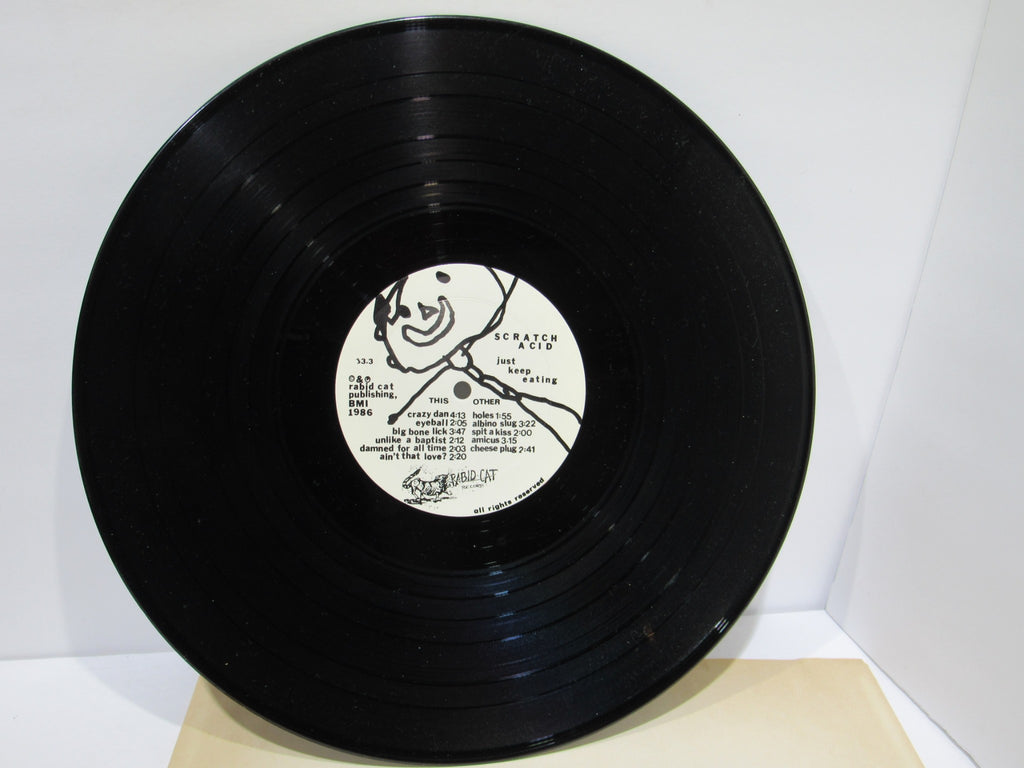 SCRATCH
ACID
just
keep
eating
33.3
©&℗
rabid cat
publishing,
BMI
1986
THIS
crazy dan 4:13
eyeball 2:05
big bone lick 3:47
unlike a baptist 2:12
damned for all time 2:03
ain't that love? 2:20
OTHER
holes 1:55
albino slug 3:22
spit a kiss 2:00
amicus 3:15
cheese plug 2:41
RABID CAT
RECORDS
all rights reserved